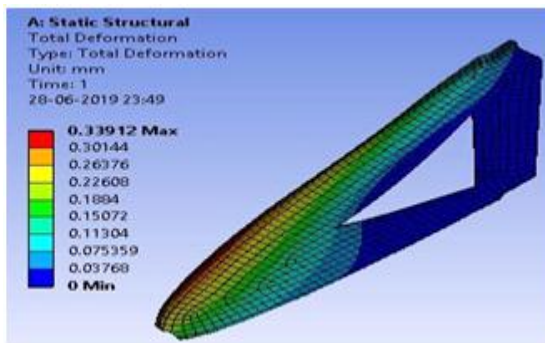 A: Static Structural
Total Deformation
Type: Total Deformation
Unit: mm
Time: 1
28-06-2019 23:49
0.33912 Max
0.30144
0.26376
0.22608
0.1884
0.15072
0.11304
0.075359
0.03768
0 Min